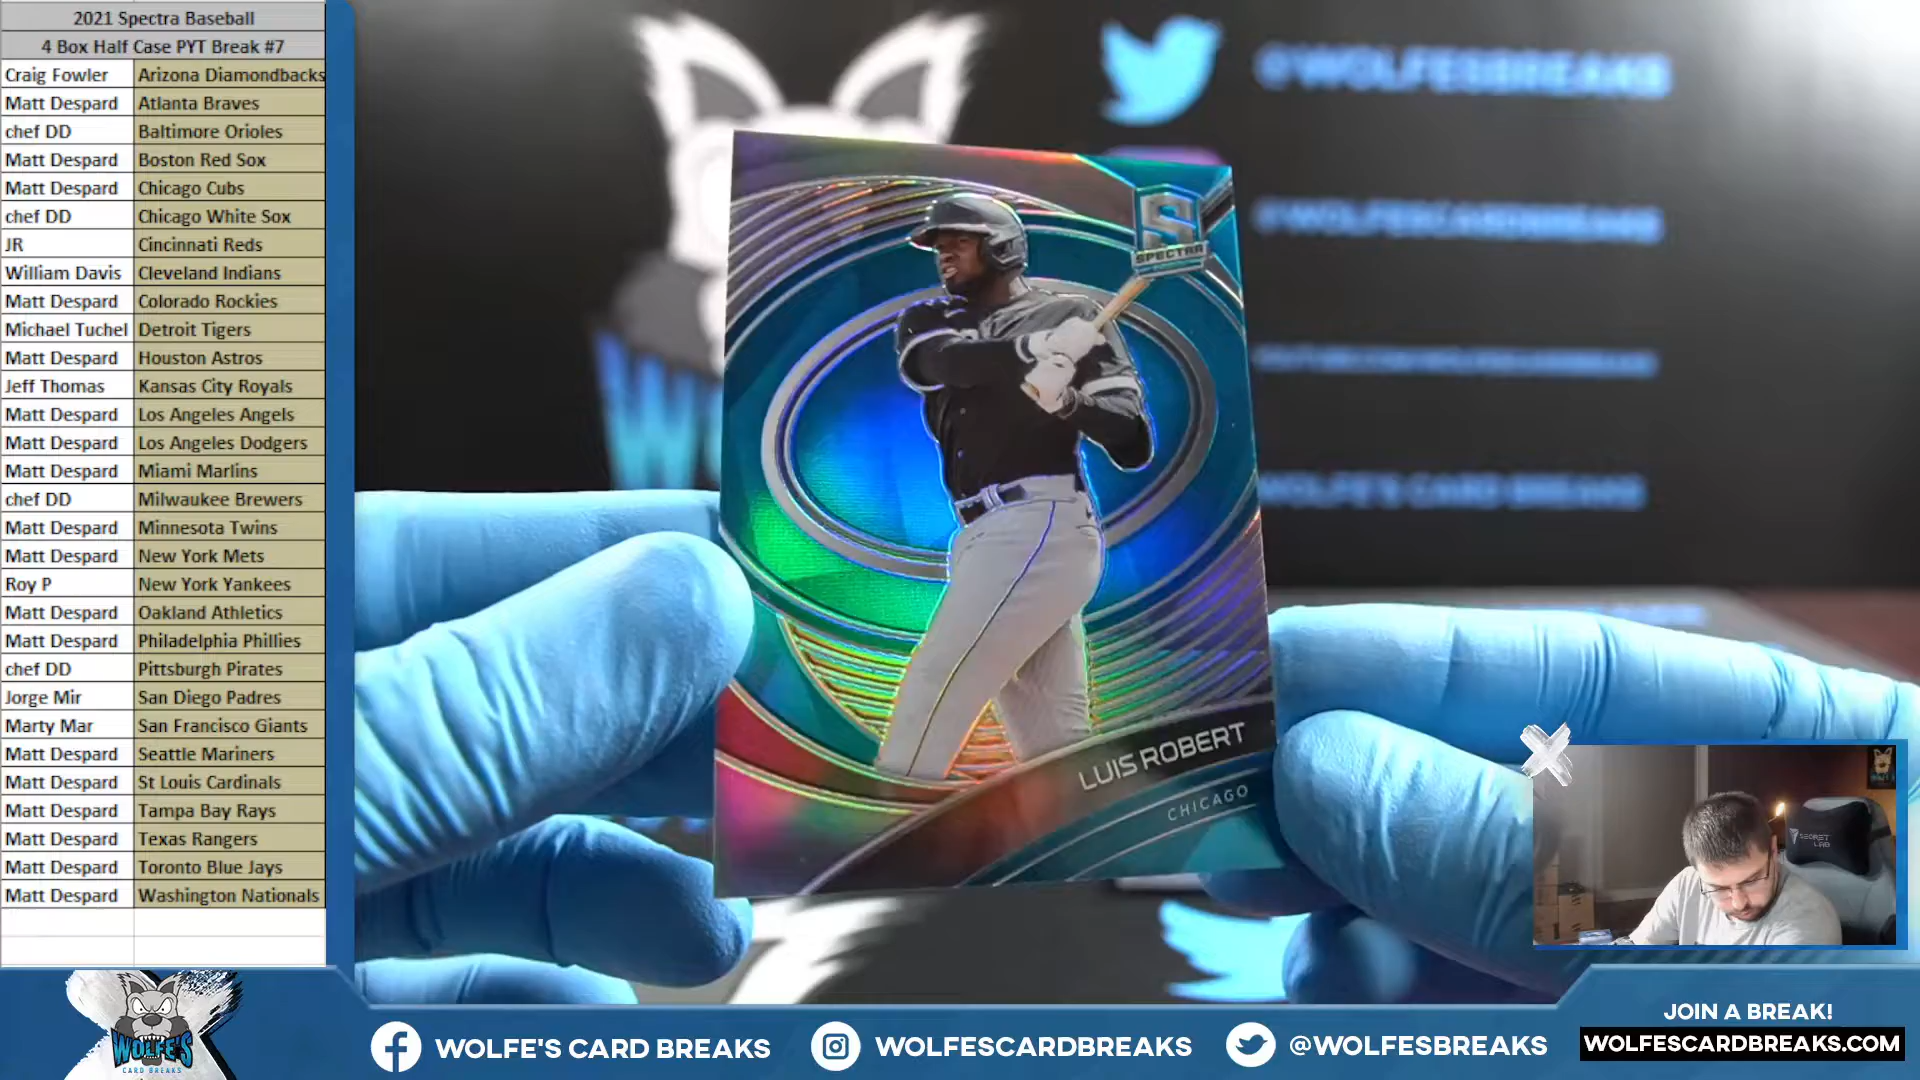 2021 Spectra Baseball
4 Box Half Case PYT Break #7
Craig Fowler Arizona Diamondbacks
Matt Despard Atlanta Braves
chef DD Baltimore Orioles
Matt Despard Boston Red Sox
Matt Despard Chicago Cubs
chef DD Chicago White Sox
JR Cincinnati Reds
William Davis Cleveland Indians
Matt Despard Colorado Rockies
Michael Tuchel Detroit Tigers
Matt Despard Houston Astros
Jeff Thomas Kansas City Royals
Matt Despard Los Angeles Angels
Matt Despard Los Angeles Dodgers
Matt Despard Miami Marlins
chef DD Milwaukee Brewers
Matt Despard Minnesota Twins
Matt Despard New York Mets
Roy P New York Yankees
Matt Despard Oakland Athletics
Matt Despard Philadelphia Phillies
chef DD Pittsburgh Pirates
Jorge Mir San Diego Padres
Marty Mar San Francisco Giants
Matt Despard Seattle Mariners
Matt Despard St Louis Cardinals
Matt Despard Tampa Bay Rays
Matt Despard Texas Rangers
Matt Despard Toronto Blue Jays
Matt Despard Washington Nationals
@WOLFESBREAKS
@WOLFESCARDBREAKS
WOLFE'S CARD BREAKS
S
SPECTRA
LUIS ROBERT
CHICAGO
SECRET
LAB
WOLFE'S
CARD BREAKS
WOLFE'S CARD BREAKS
WOLFESCARDBREAKS
@WOLFESBREAKS
JOIN A BREAK!
WOLFESCARDBREAKS.COM